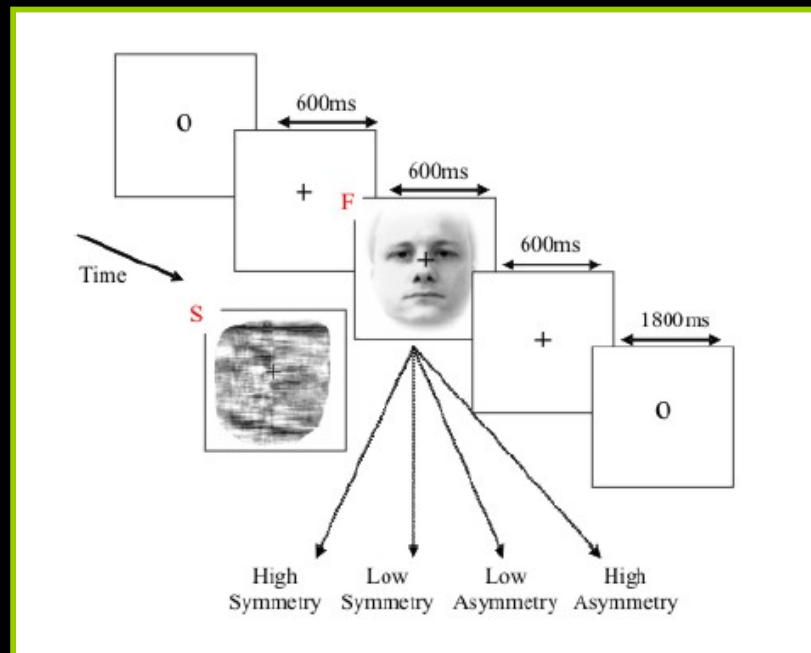 O
600ms
+
600ms
F
+
600ms
Time
S
+
+
1800ms
O
High Symmetry
Low Symmetry
Low Asymmetry
High Asymmetry